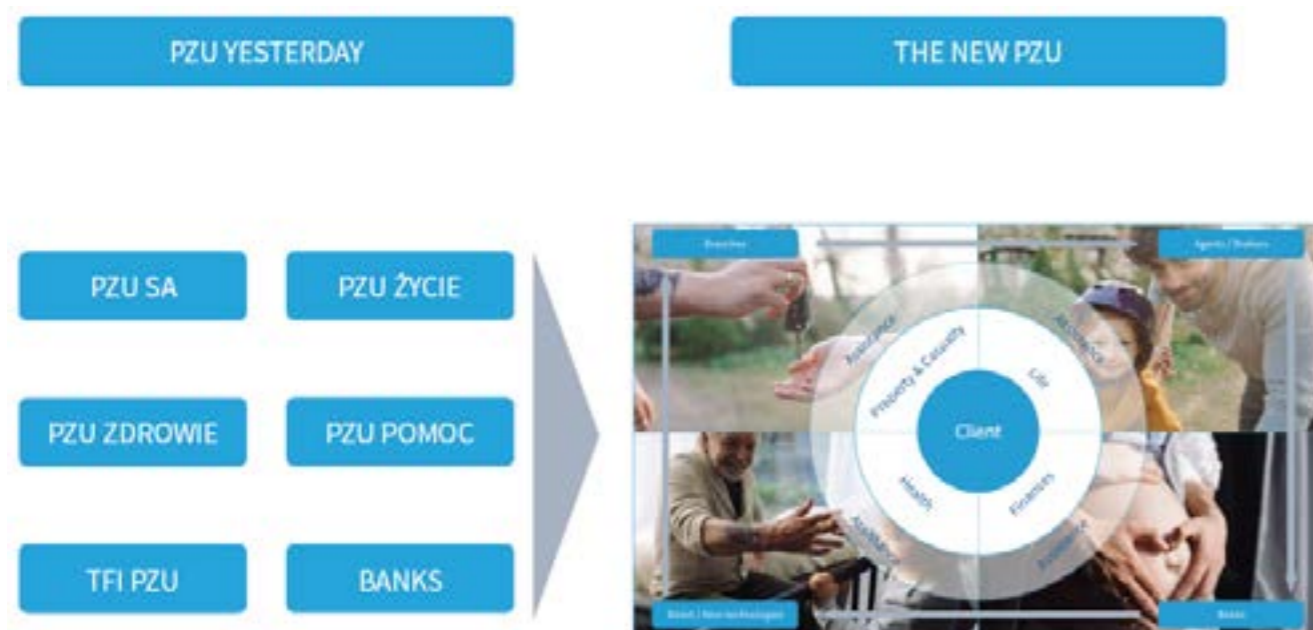 PZU YESTERDAY
THE NEW PZU
PZU SA
PZU ŻYCIE
PZU ZDROWIE
PZU POMOC
TFI PZU
BANKS
Branches
Agents / Brokers
Assistance
Assistance
Property & Casualty
Life
Client
Health
Finances
Assistance
Direct / New technologies
Banks